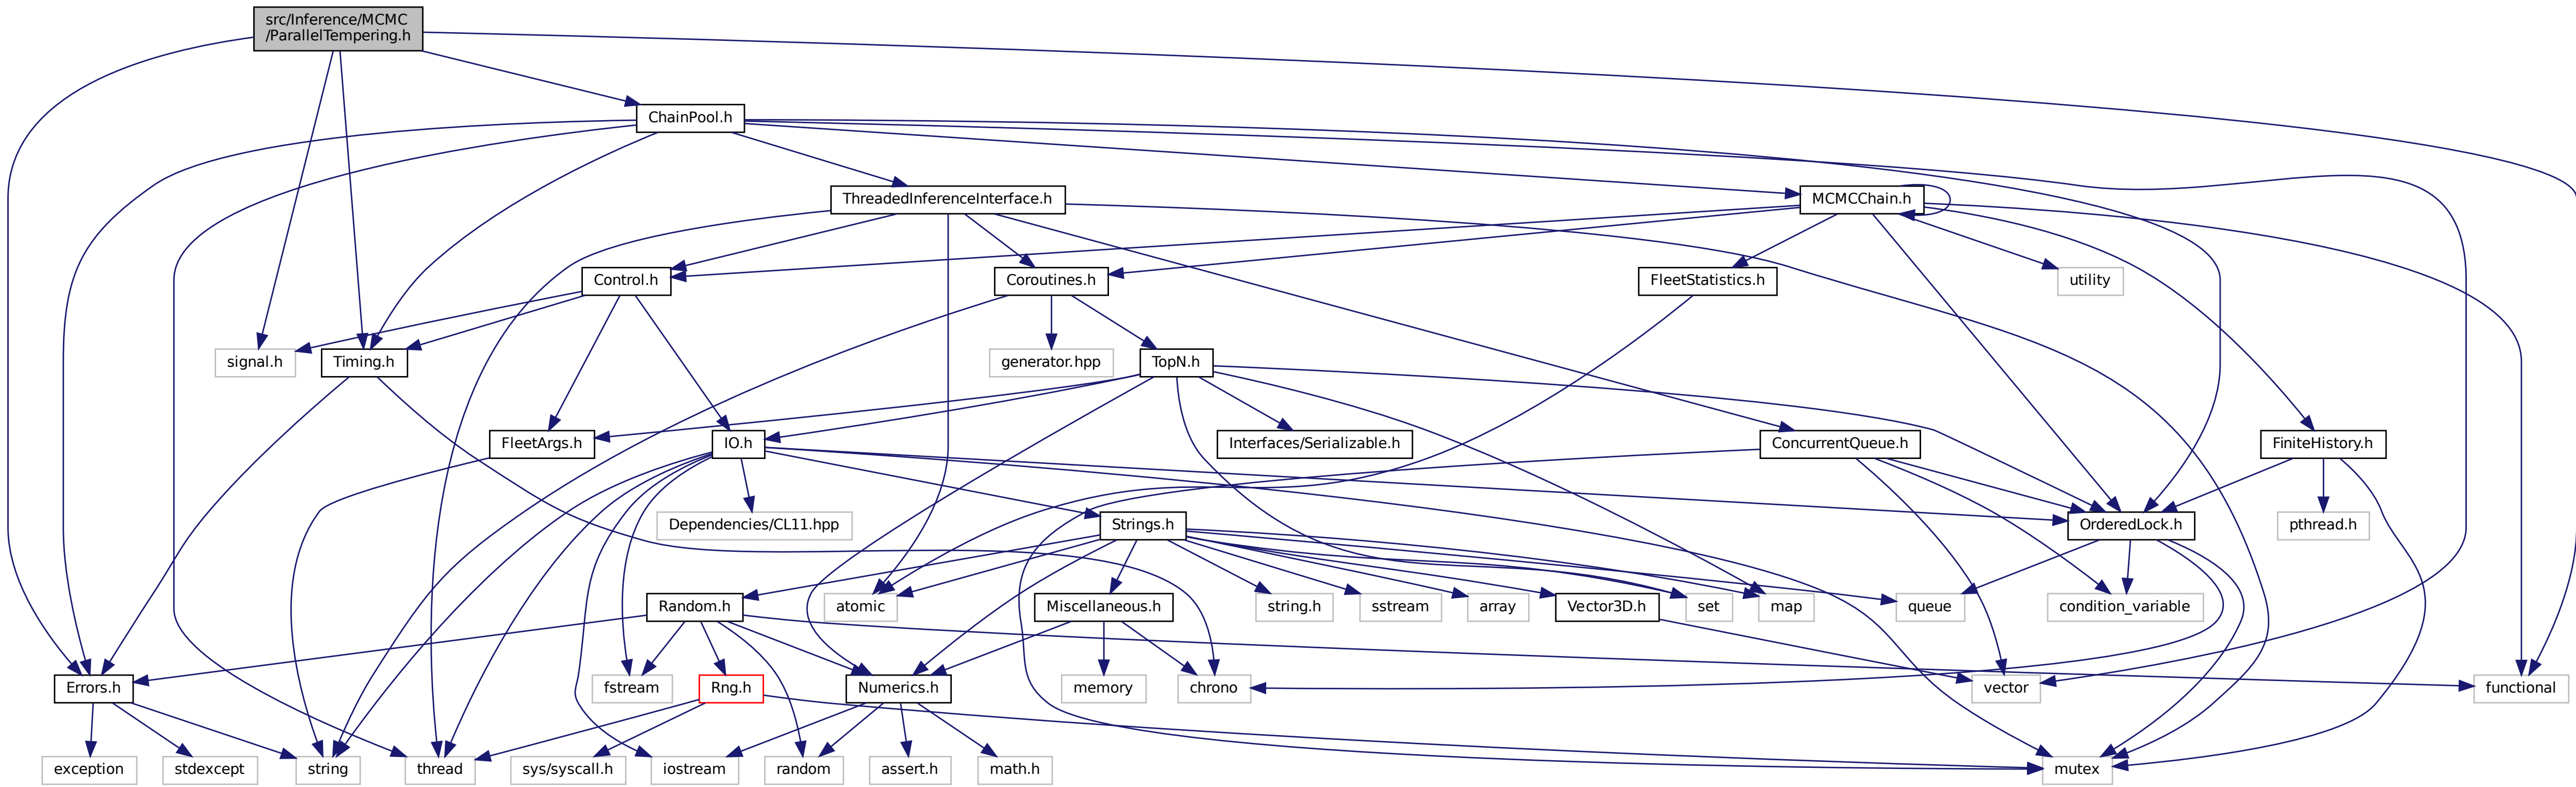 src/Inference/MCMC
/ParallelTempering.h
ChainPool.h
ThreadedInferenceInterface.h
MCMCChain.h
Control.h
Coroutines.h
FleetStatistics.h
utility
signal.h
Timing.h
generator.hpp
TopN.h
FleetArgs.h
IO.h
Interfaces/Serializable.h
ConcurrentQueue.h
FiniteHistory.h
Dependencies/CL11.hpp
Strings.h
OrderedLock.h
pthread.h
Random.h
atomic
Miscellaneous.h
string.h
sstream
array
Vector3D.h
set
map
queue
condition_variable
Errors.h
fstream
Rng.h
Numerics.h
memory
chrono
vector
functional
exception
stdexcept
string
thread
sys/syscall.h
iostream
random
assert.h
math.h
mutex